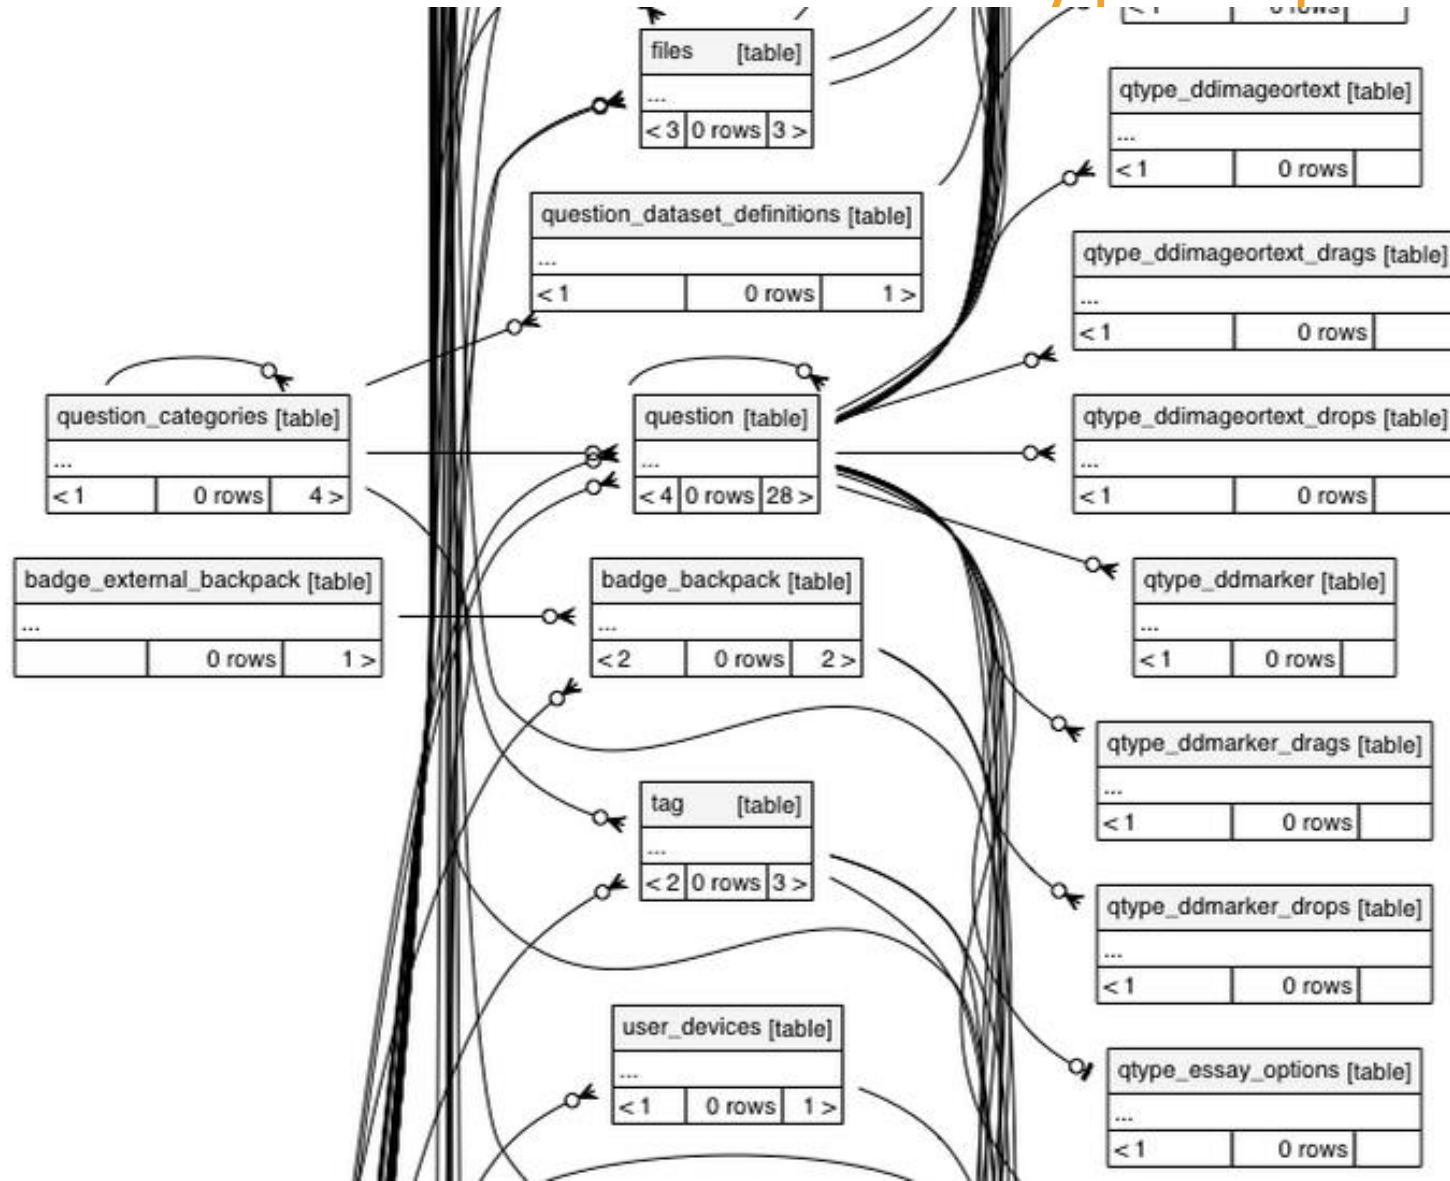 files [table]
...
< 3 0 rows 3 >
question_dataset_definitions [table]
...
< 1 0 rows 1 >
question_categories [table]
...
< 1 0 rows 4 >
question [table]
...
< 4 0 rows 28 >
badge_external_backpack [table]
...
0 rows 1 >
badge_backpack [table]
...
< 2 0 rows 2 >
tag [table]
...
< 2 0 rows 3 >
user_devices [table]
...
< 1 0 rows 1 >
< 1 0 rows
qtype_ddimageortext [table]
...
< 1 0 rows
qtype_ddimageortext_drags [table]
...
< 1 0 rows
qtype_ddimageortext_drops [table]
...
< 1 0 rows
qtype_ddmarker [table]
...
< 1 0 rows
qtype_ddmarker_drags [table]
...
< 1 0 rows
qtype_ddmarker_drops [table]
...
< 1 0 rows
qtype_essay_options [table]
...
< 1 0 rows